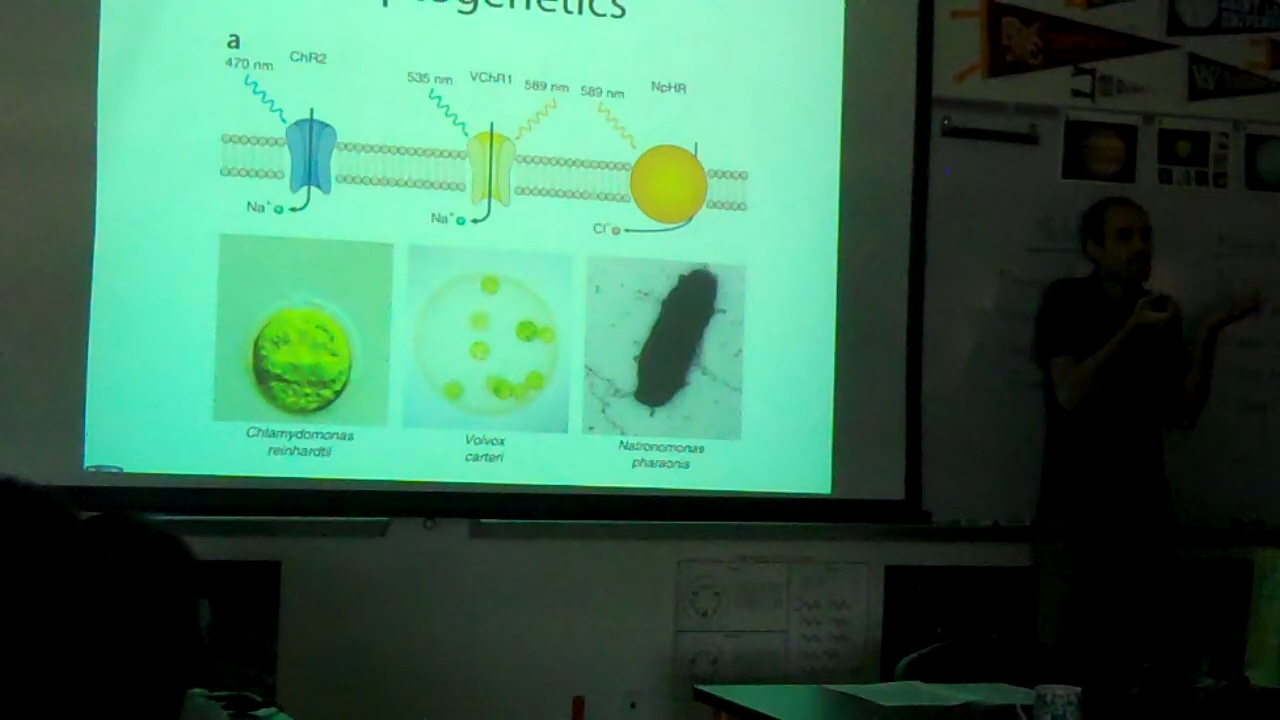 ptogenetics
a
470 nm
ChR2
535 nm
VChR1
589 nm
589 nm
NpHR
Na⁺
Na⁺
Cl⁻
Chlamydomonas
reinhardtii
Volvox
carteri
Natronomonas
pharaonis
W